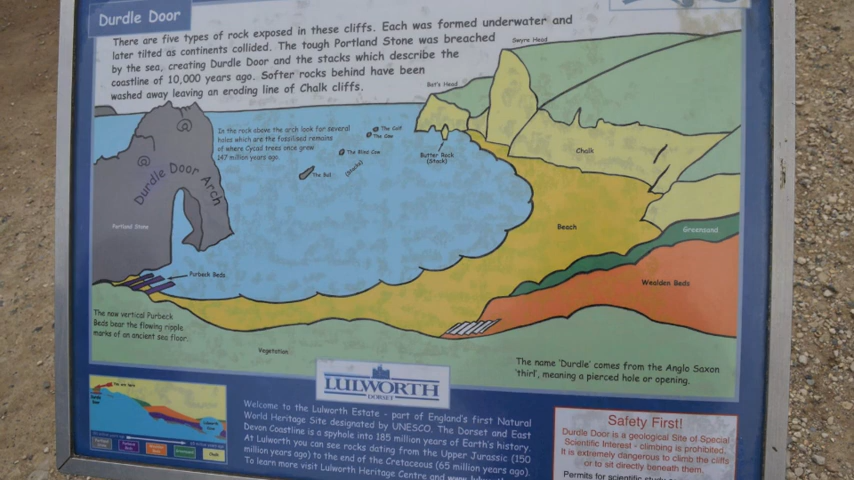 Durdle Door
There are five types of rock exposed in these cliffs. Each was formed underwater and
later tilted as continents collided. The tough Portland Stone was breached
by the sea, creating Durdle Door and the stacks which describe the
coastline of 10,000 years ago. Softer rocks behind have been
washed away leaving an eroding line of Chalk cliffs.
Swyre Head
Bat's Head
In the rock above the arch look for several
holes which are the fossilised remains
of where Cycad trees once grew
147 million years ago.
The Calf
The Cow
The Blind Cow
The Bull
(Stacks)
Butter Rock
(Stack)
Chalk
Durdle Door Arch
Portland Stone
Beach
Greensand
Purbeck Beds
Wealden Beds
The now vertical Purbeck
Beds bear the flowing ripple
marks of an ancient sea floor.
Vegetation
The name 'Durdle' comes from the Anglo Saxon
'thirl', meaning a pierced hole or opening.
LULWORTH
DORSET
Welcome to the Lulworth Estate - part of England's first Natural
World Heritage Site designated by UNESCO. The Dorset and East
Devon Coastline is a spyhole into 185 million years of Earth's history.
At Lulworth you can see rocks dating from the Upper Jurassic (150
million years ago) to the end of the Cretaceous (65 million years ago).
To learn more visit Lulworth Heritage Centre and
Safety First!
Durdle Door is a geological Site of Special
Scientific Interest - climbing is prohibited.
It is extremely dangerous to climb the cliffs
or to sit directly beneath them.
Permits for scientific
Chalk